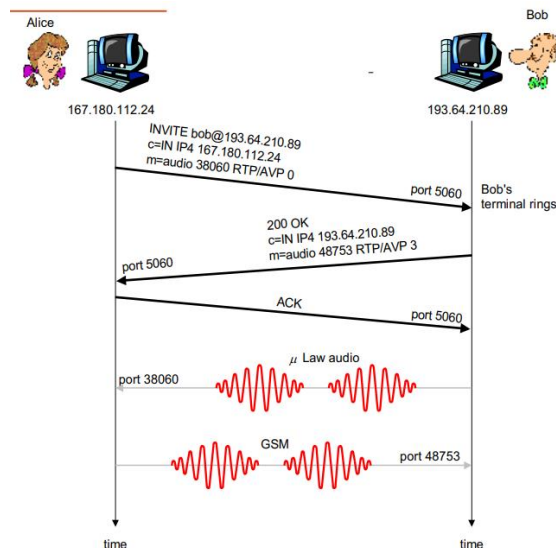 Alice
Bob
167.180.112.24
193.64.210.89
INVITE bob@193.64.210.89
c=IN IP4 167.180.112.24
m=audio 38060 RTP/AVP 0
port 5060
Bob's
terminal rings
200 OK
c=IN IP4 193.64.210.89
m=audio 48753 RTP/AVP 3
port 5060
ACK
port 5060
μ Law audio
port 38060
GSM
port 48753
time
time